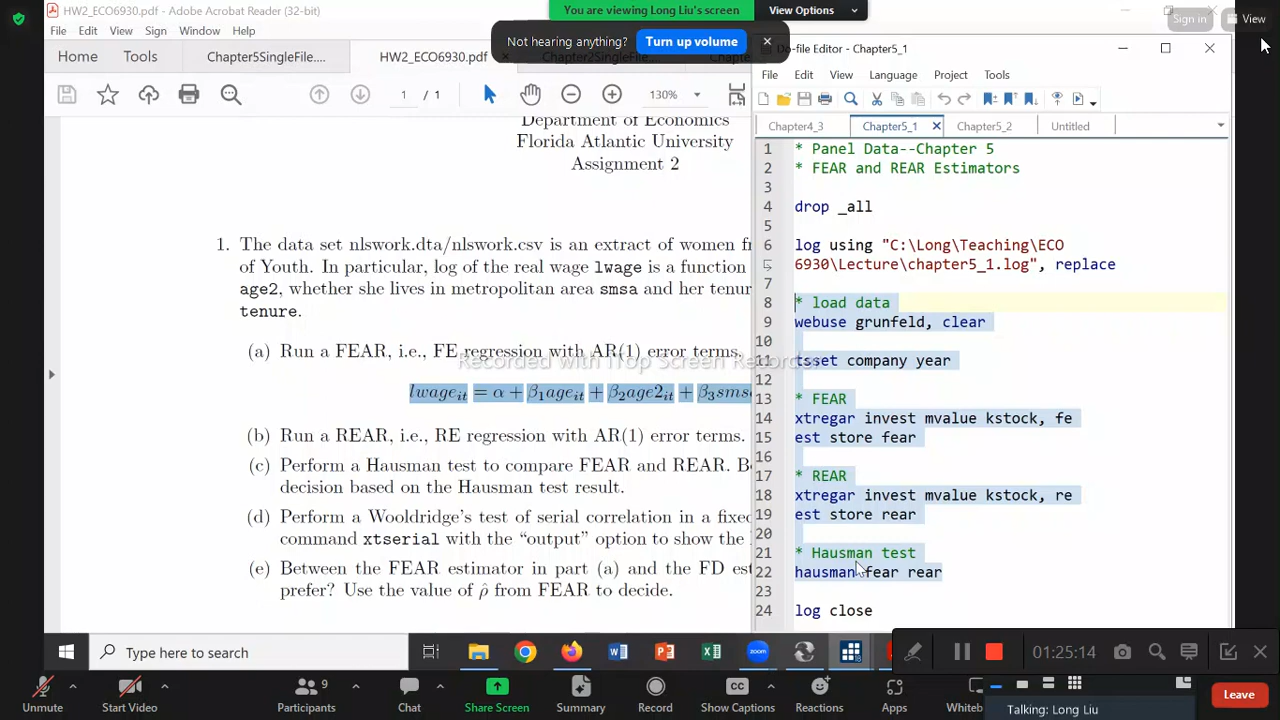 HW2_ECO6930.pdf - Adobe Acrobat Reader (32-bit)
You are viewing Long Liu's screen
View Options
Sign in
View
File Edit View Sign Window Help
Not hearing anything? Turn up volume
Home Tools Chapter5SingleFile.... HW2_ECO6930.pdf Chapter2SingleFile....
1 / 1 130%
Department of Economics
Florida Atlantic University
Assignment 2
1. The data set nlswork.dta/nlswork.csv is an extract of women fr
of Youth. In particular, log of the real wage lwage is a function
age2, whether she lives in metropolitan area smsa and her tenur
tenure.
(a) Run a FEAR, i.e., FE regression with AR(1) error terms.
Recorded with iTop Screen Recorder
lwage_it = α + β₁age_it + β₂age2_it + β₃sms
(b) Run a REAR, i.e., RE regression with AR(1) error terms.
(c) Perform a Hausman test to compare FEAR and REAR. B
decision based on the Hausman test result.
(d) Perform a Wooldridge's test of serial correlation in a fixed
command xtserial with the “output” option to show the
(e) Between the FEAR estimator in part (a) and the FD est
prefer? Use the value of ρ̂ from FEAR to decide.
Do-file Editor - Chapter5_1
File Edit View Language Project Tools
Chapter4_3 Chapter5_1 Chapter5_2 Untitled
1 * Panel Data--Chapter 5
2 * FEAR and REAR Estimators
3
4 drop _all
5
6 log using "C:\Long\Teaching\ECO
6930\Lecture\chapter5_1.log", replace
7
8 * load data
9 webuse grunfeld, clear
10
11 tsset company year
12
13 * FEAR
14 xtregar invest mvalue kstock, fe
15 est store fear
16
17 * REAR
18 xtregar invest mvalue kstock, re
19 est store rear
20
21 * Hausman test
22 hausman fear rear
23
24 log close
Type here to search
01:25:14
Unmute Start Video Participants 9 Chat Share Screen Summary Record Show Captions Reactions Apps Whiteb
Talking: Long Liu
Leave